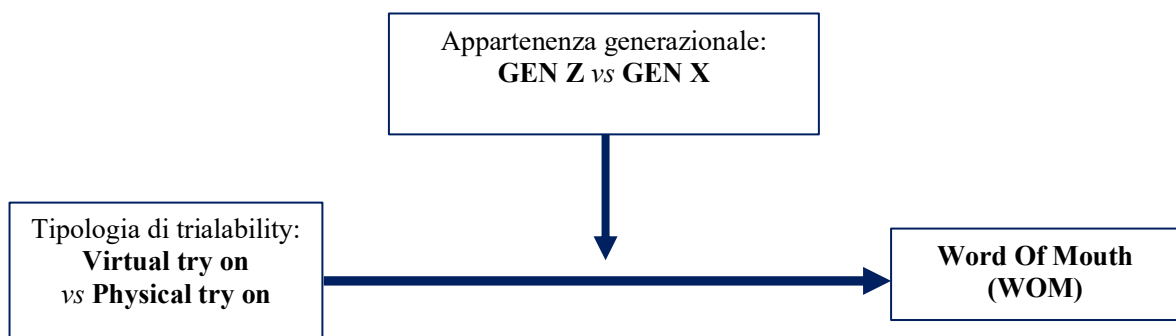 Appartenenza generazionale:
GEN Z vs GEN X
Tipologia di trialability:
Virtual try on
vs Physical try on
Word Of Mouth
(WOM)